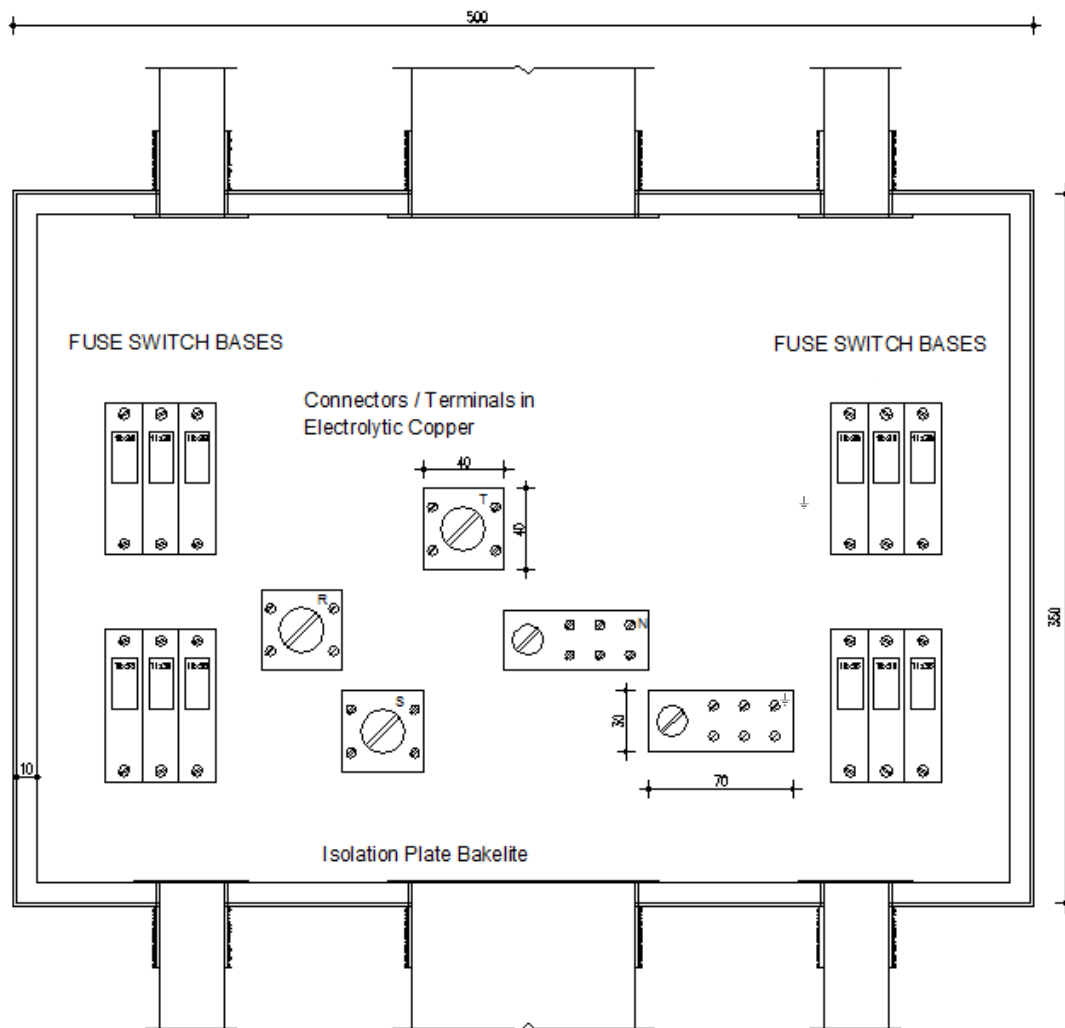 500
FUSE SWITCH BASES
FUSE SWITCH BASES
Connectors / Terminals in
Electrolytic Copper
40
T
40
R
N
350
S
30
10
70
Isolation Plate Bakelite